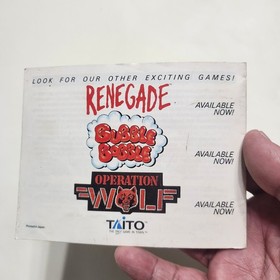 LOOK FOR OUR OTHER EXCITING GAMES!
RENEGADE
AVAILABLE
NOW!
BUBBLE
BOBBLE
AVAILABLE
NOW!
OPERATION
WOLF
AVAILABLE
NOW!
TAITO